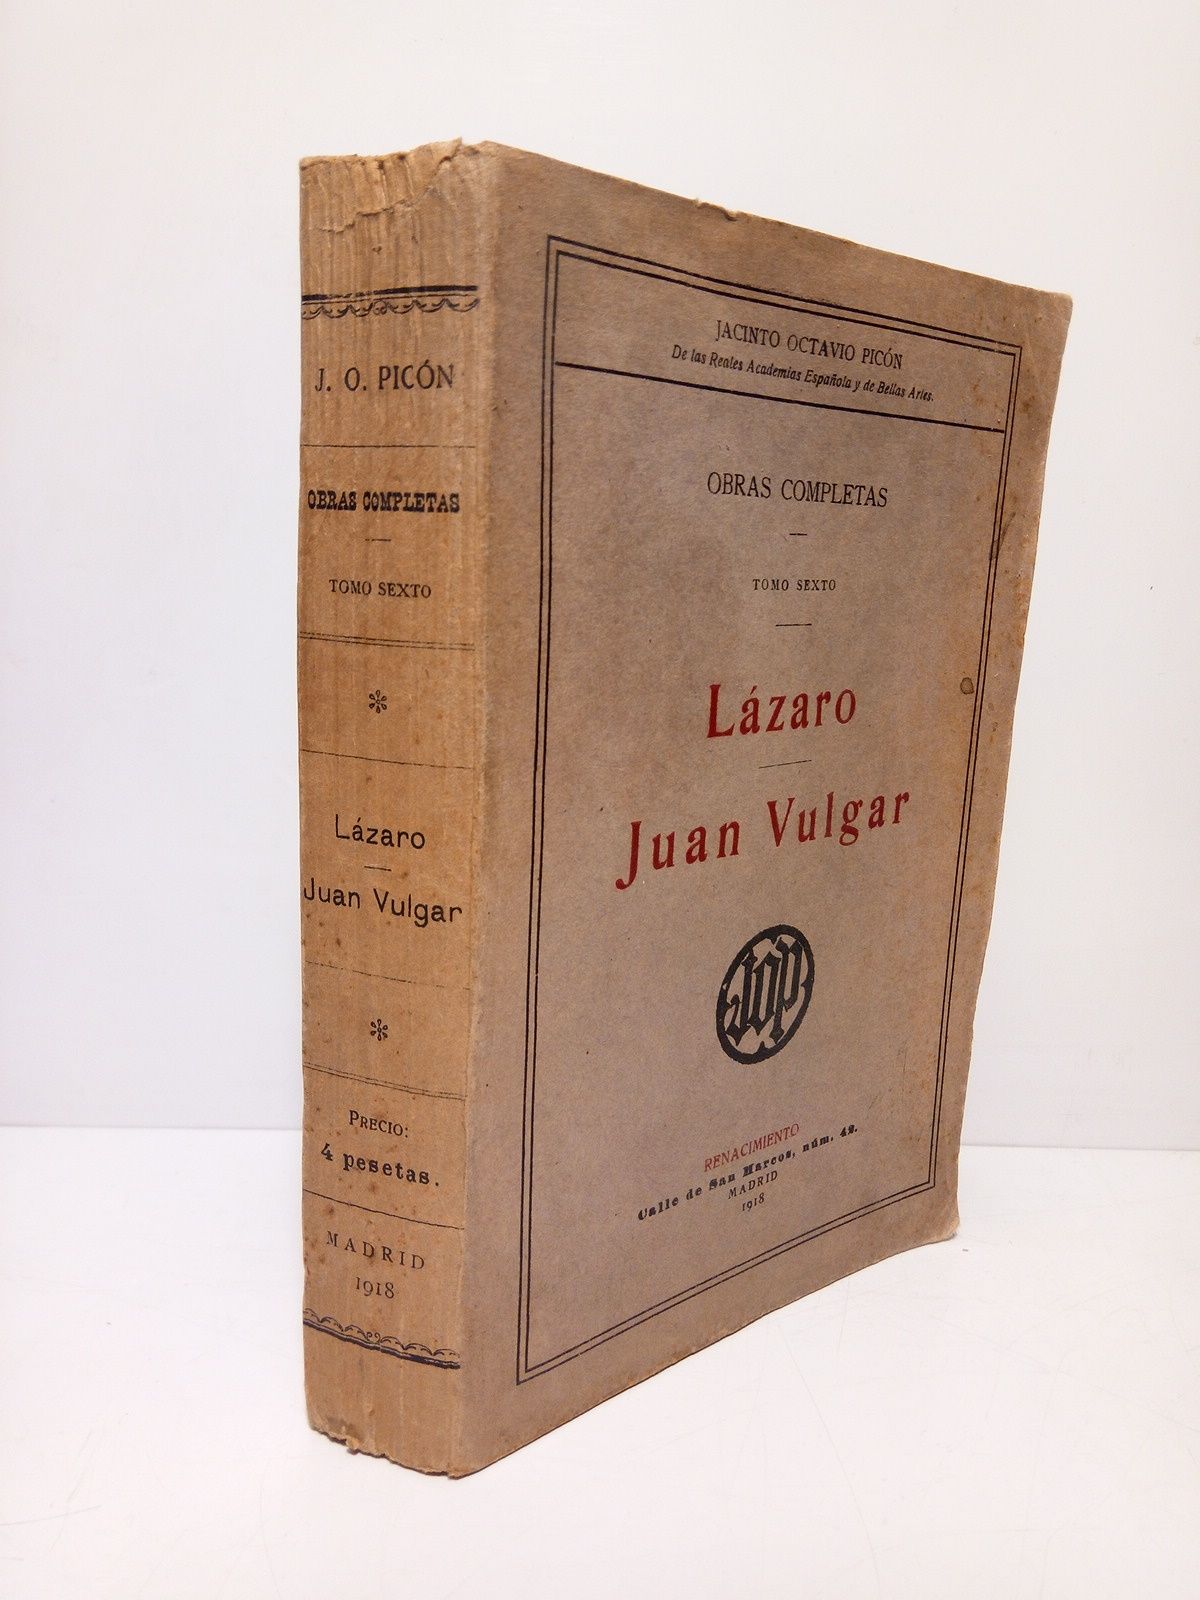 J. O. PICÓN
OBRAS COMPLETAS
TOMO SEXTO
Lázaro
Juan Vulgar
PRECIO:
4 pesetas.
MADRID
1918
JACINTO OCTAVIO PICÓN
De las Reales Academias Española y de Bellas Artes.
OBRAS COMPLETAS
TOMO SEXTO
Lázaro
Juan Vulgar
JOP
RENACIMIENTO
Calle de San Marcos, núm. 42.
MADRID
1918